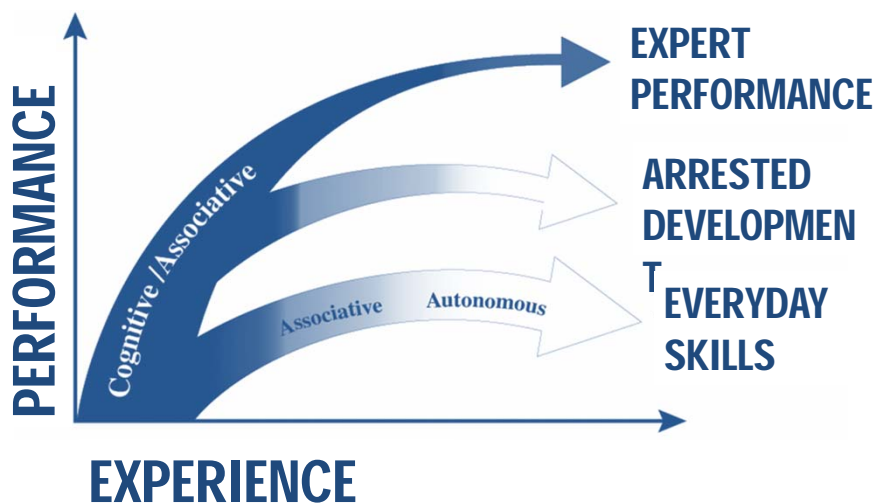 EXPERT
PERFORMANCE
ARRESTED
DEVELOPMEN
T
EVERYDAY
SKILLS
PERFORMANCE
Cognitive /Associative
Associative
Autonomous
EXPERIENCE